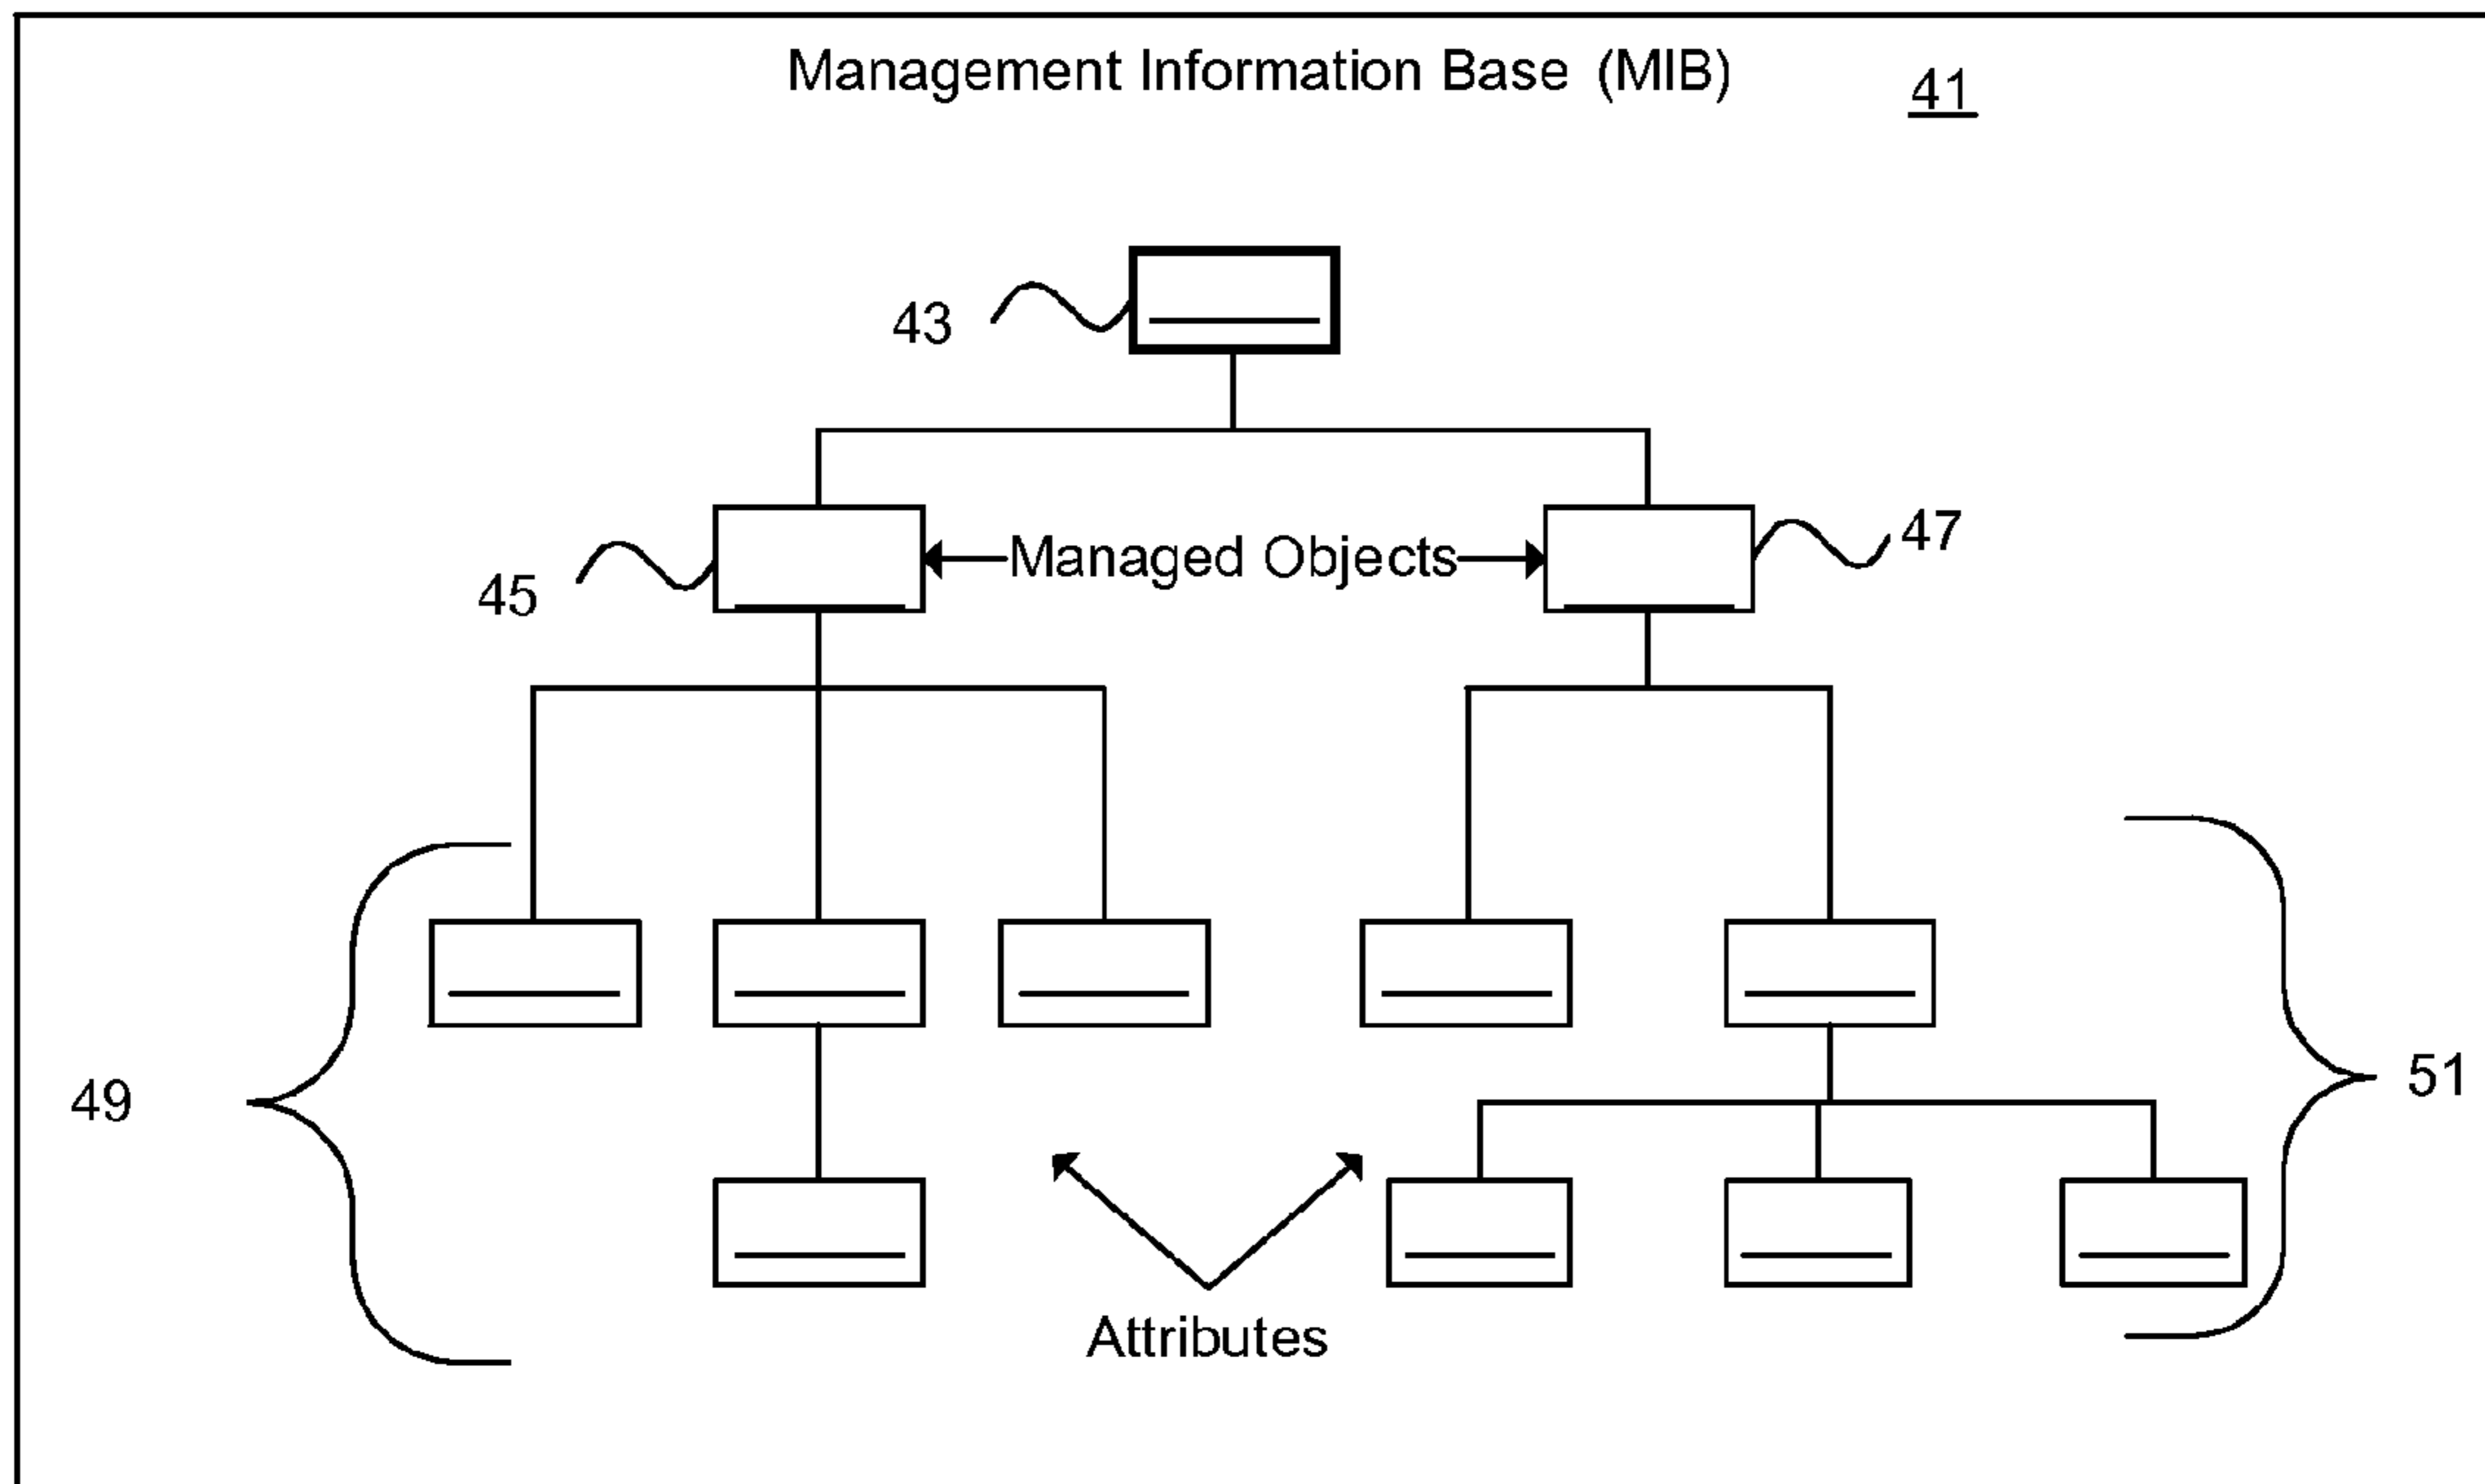 Management Information Base (MIB)
41
43
Managed Objects
47
45
49
51
Attributes